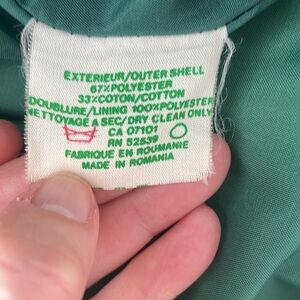 EXTERIEUR/OUTER SHELL
67%POLYESTER
33%COTON/COTTON
DOUBLURE/LINING 100%POLYESTER
NETTOYAGE A SEC/DRY CLEAN ONLY
CA 07101
RN 52539
FABRIQUE EN ROUMANIE
MADE IN ROMANIA